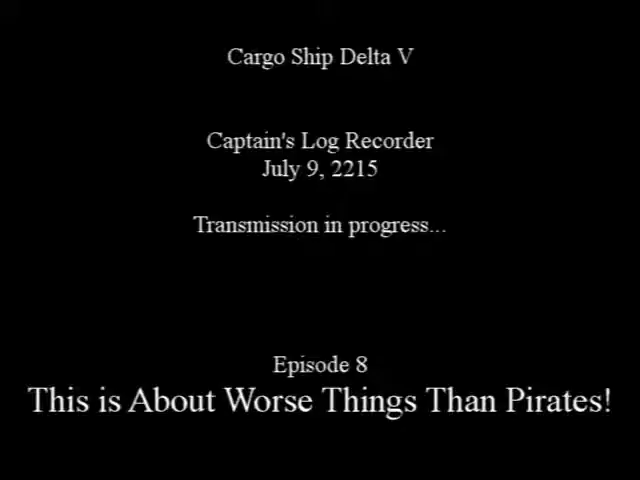 Cargo Ship Delta V
Captain's Log Recorder
July 9, 2215
Transmission in progress...
Episode 8
This is About Worse Things Than Pirates!